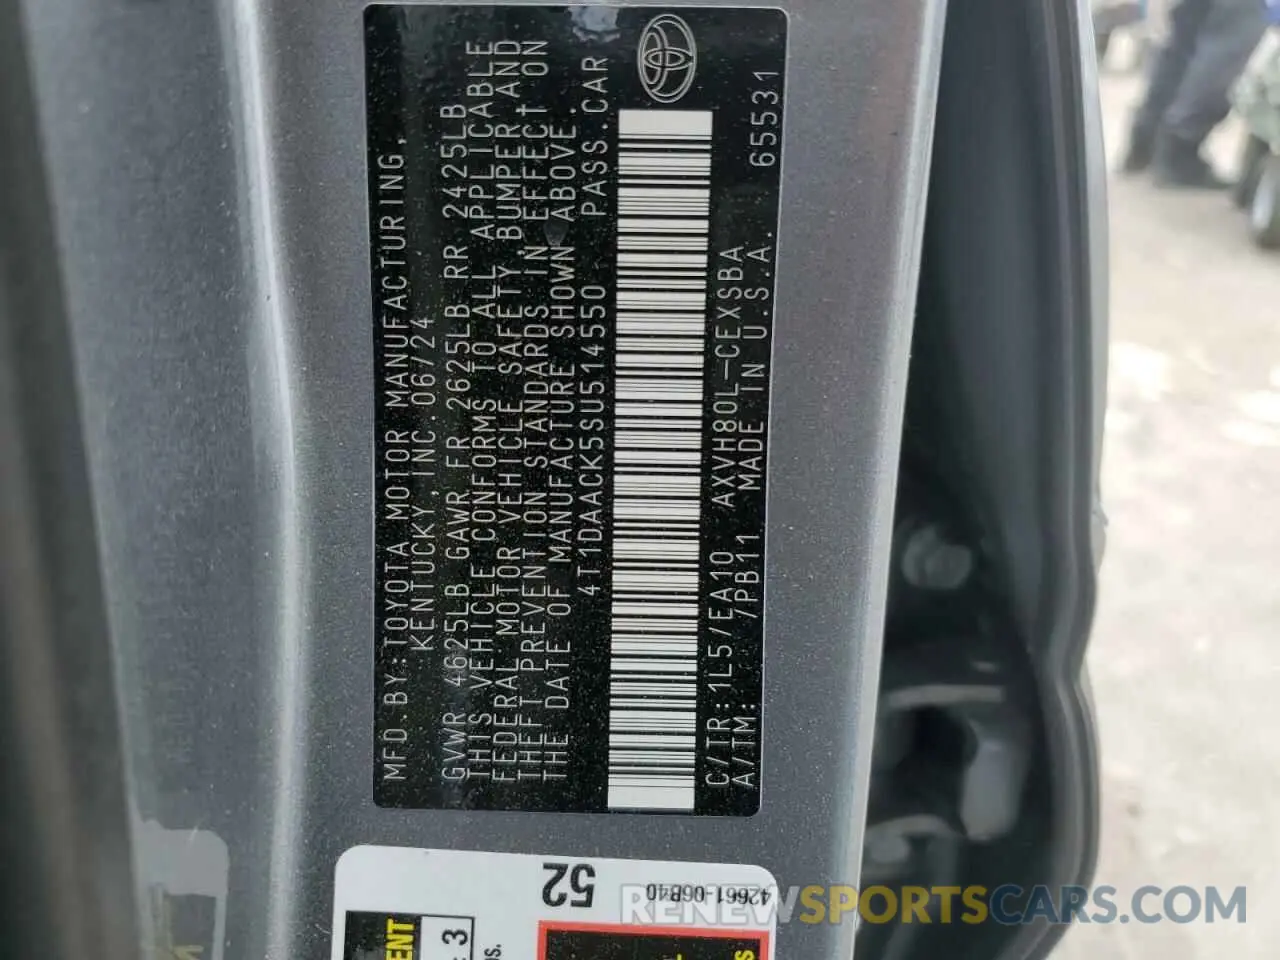 MFD.BY:TOYOTA MOTOR MANUFACTURING,
KENTUCKY, INC. 06/24
GVWR 4625LB GAWR FR 2625LB RR 2425LB
THIS VEHICLE CONFORMS TO ALL APPLICABLE
FEDERAL MOTOR VEHICLE SAFETY, BUMPER, AND
THEFT PREVENTION STANDARDS IN EFFECT ON
THE DATE OF MANUFACTURE SHOWN ABOVE.
4T1DAACK5SU514550 PASS.CAR
C/TR:1L5/EA10 AXVH80L-CEXSBA
A/TM: 7PB11 MADE IN U.S.A. 65531
52
42661-06B40
ENT
3
RENEWSPORTSCARS.COM